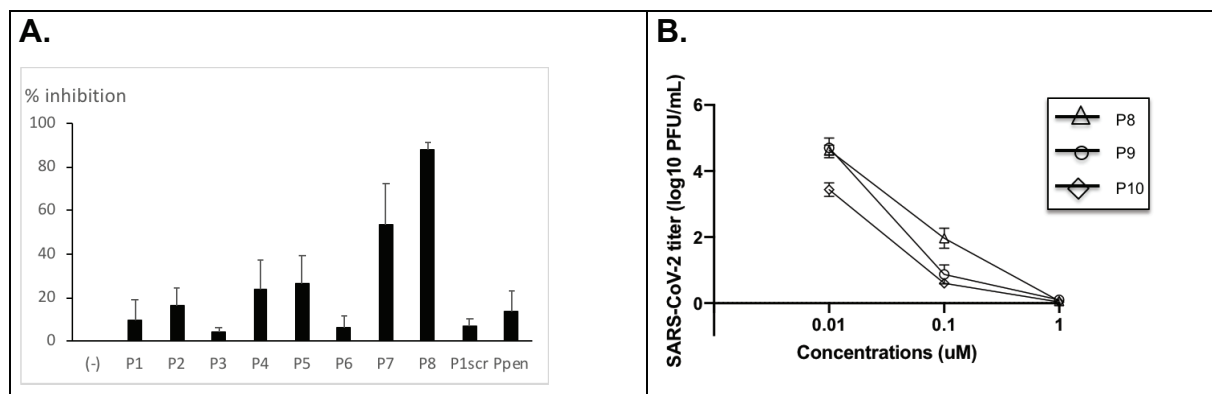 A.
% inhibition
100
80
60
40
20
0
(-) P1 P2 P3 P4 P5 P6 P7 P8 P1scr Ppen
B.
SARS-CoV-2 titer (log10 PFU/mL)
6
4
2
0
0.01 0.1 1
Concentrations (uM)
P8
P9
P10